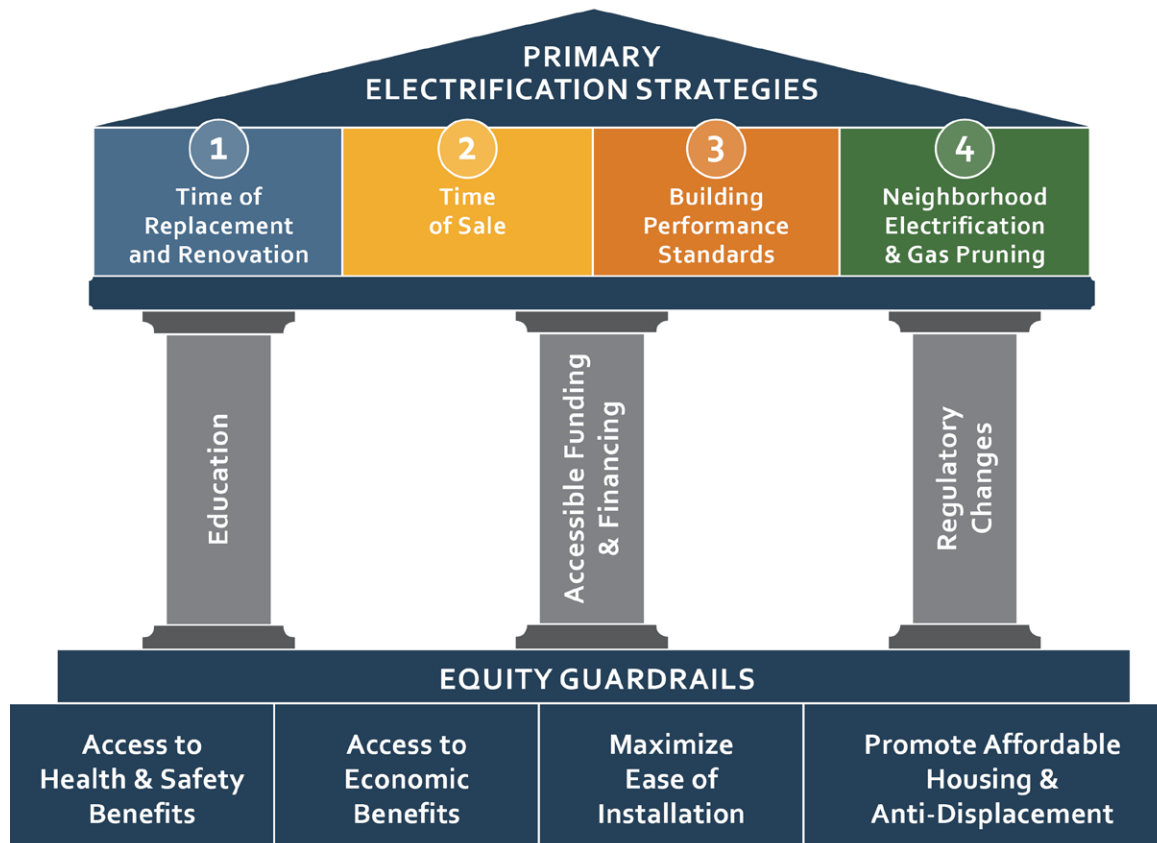 PRIMARY
ELECTRIFICATION STRATEGIES
1
Time of
Replacement
and Renovation
2
Time
of Sale
3
Building
Performance
Standards
4
Neighborhood
Electrification
& Gas Pruning
Education
Accessible Funding
& Financing
Regulatory
Changes
EQUITY GUARDRAILS
Access to
Health & Safety
Benefits
Access to
Economic
Benefits
Maximize
Ease of
Installation
Promote Affordable
Housing &
Anti-Displacement